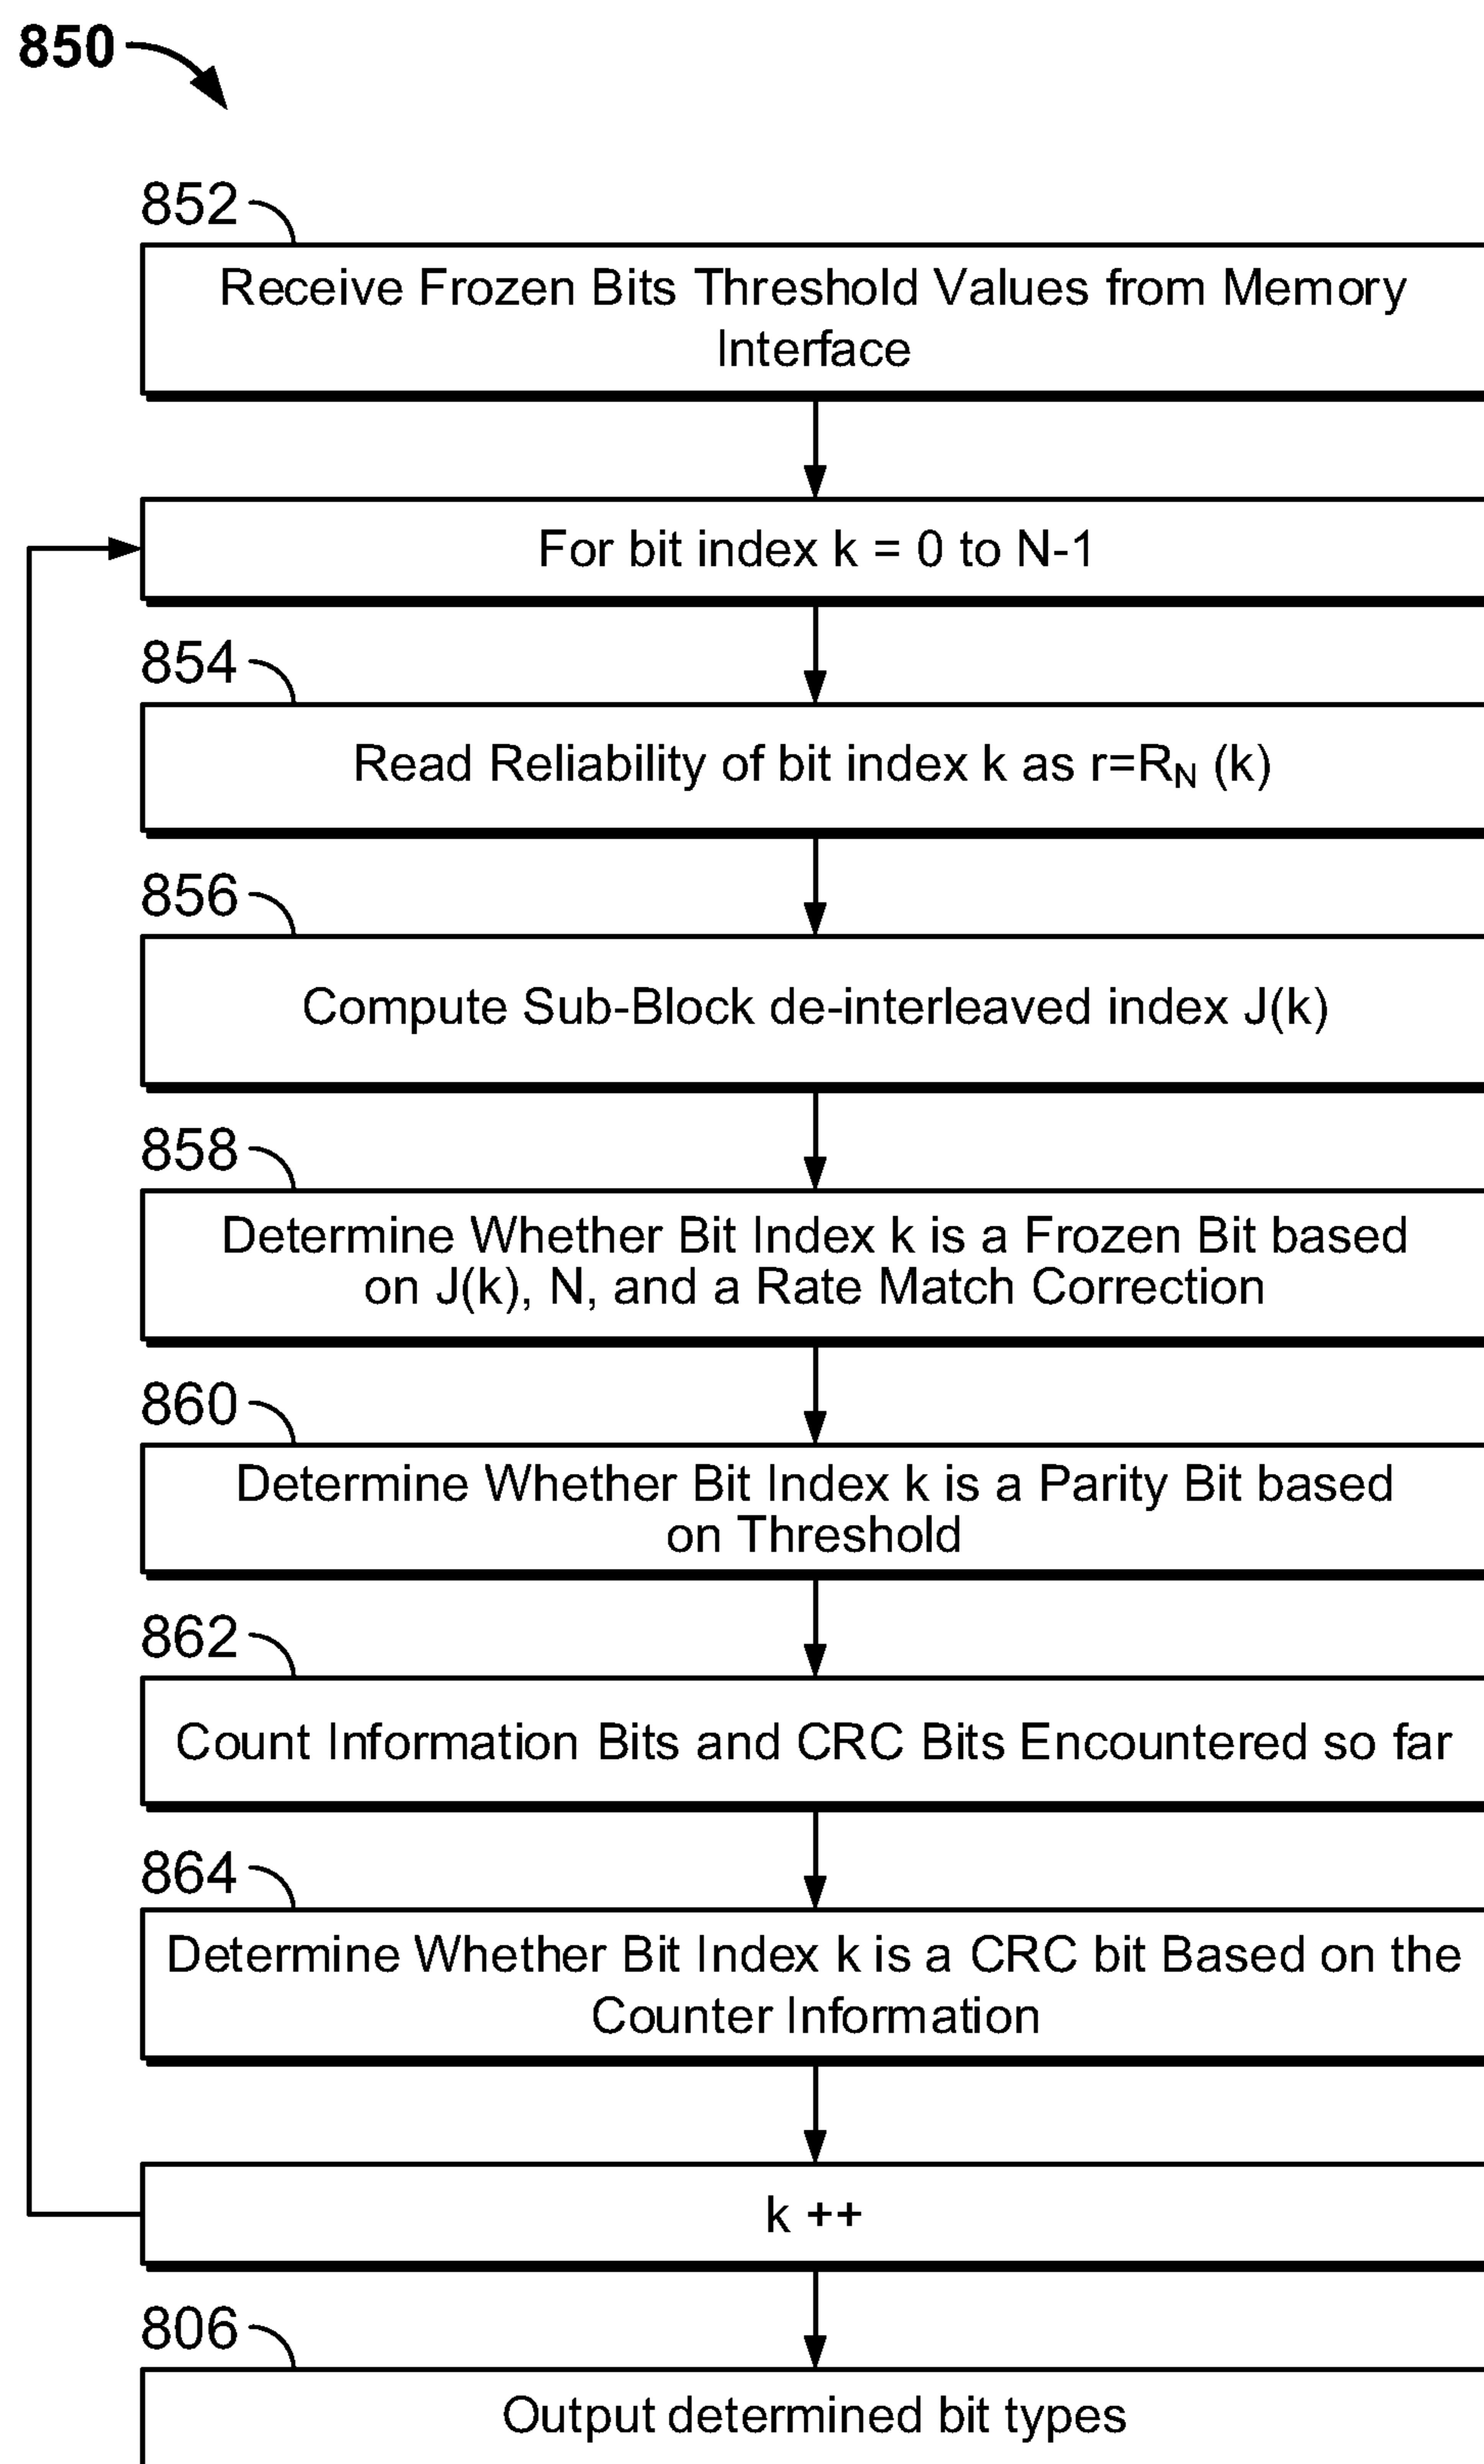 850
852
Receive Frozen Bits Threshold Values from Memory
Interface
For bit index k = 0 to N-1
854
Read Reliability of bit index k as r=R_N (k)
856
Compute Sub-Block de-interleaved index J(k)
858
Determine Whether Bit Index k is a Frozen Bit based
on J(k), N, and a Rate Match Correction
860
Determine Whether Bit Index k is a Parity Bit based
on Threshold
862
Count Information Bits and CRC Bits Encountered so far
864
Determine Whether Bit Index k is a CRC bit Based on the
Counter Information
k ++
806
Output determined bit types